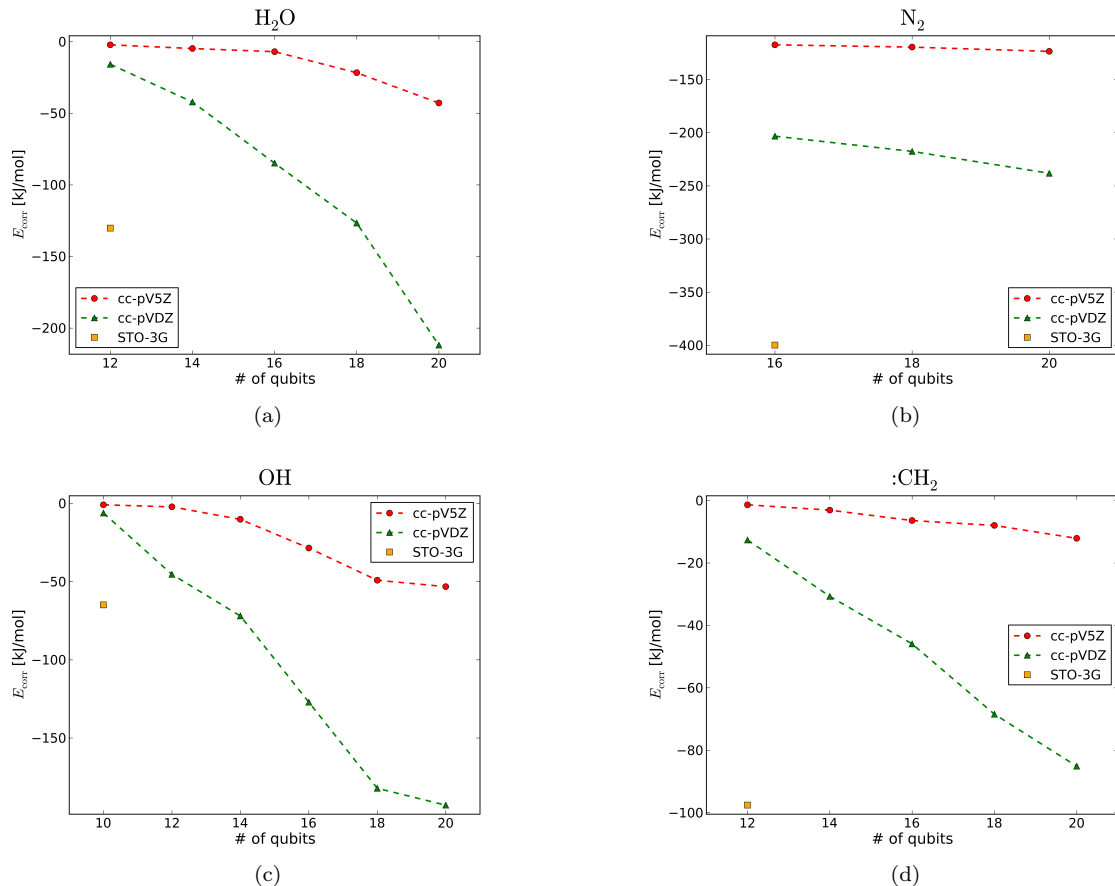 H₂O
0
−50
−100
−150
−200
E_corr [kJ/mol]
cc-pV5Z
cc-pVDZ
STO-3G
12 14 16 18 20
# of qubits
(a)
N₂
−150
−200
−250
−300
−350
−400
E_corr [kJ/mol]
cc-pV5Z
cc-pVDZ
STO-3G
16 18 20
# of qubits
(b)
OH
0
−50
−100
−150
E_corr [kJ/mol]
cc-pV5Z
cc-pVDZ
STO-3G
10 12 14 16 18 20
# of qubits
(c)
:CH₂
0
−20
−40
−60
−80
−100
E_corr [kJ/mol]
cc-pV5Z
cc-pVDZ
STO-3G
12 14 16 18 20
# of qubits
(d)